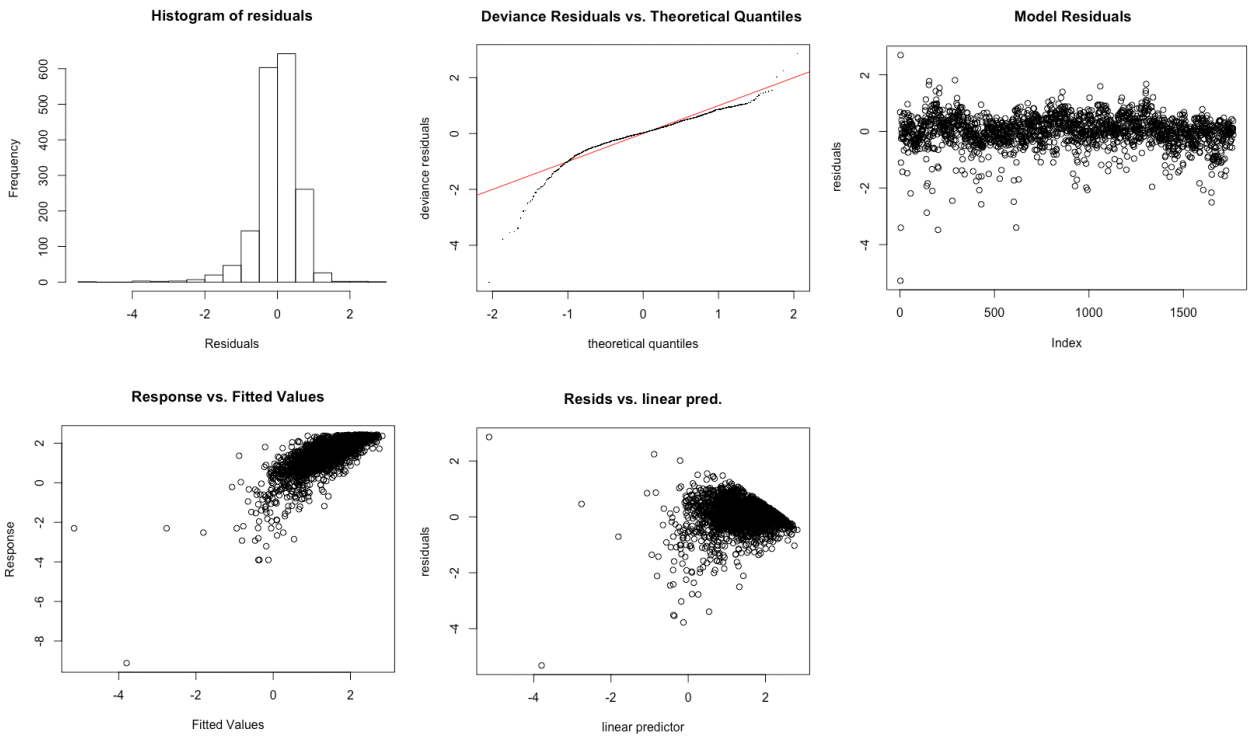 Histogram of residuals
Frequency
0 100 200 300 400 500 600
-4 -2 0 2
Residuals
Deviance Residuals vs. Theoretical Quantiles
deviance residuals
-4 -2 0 2
-2 -1 0 1 2
theoretical quantiles
Model Residuals
residuals
-4 -2 0 2
0 500 1000 1500
Index
Response vs. Fitted Values
Response
-8 -6 -4 -2 0 2
-4 -2 0 2
Fitted Values
Resids vs. linear pred.
residuals
-4 -2 0 2
-4 -2 0 2
linear predictor